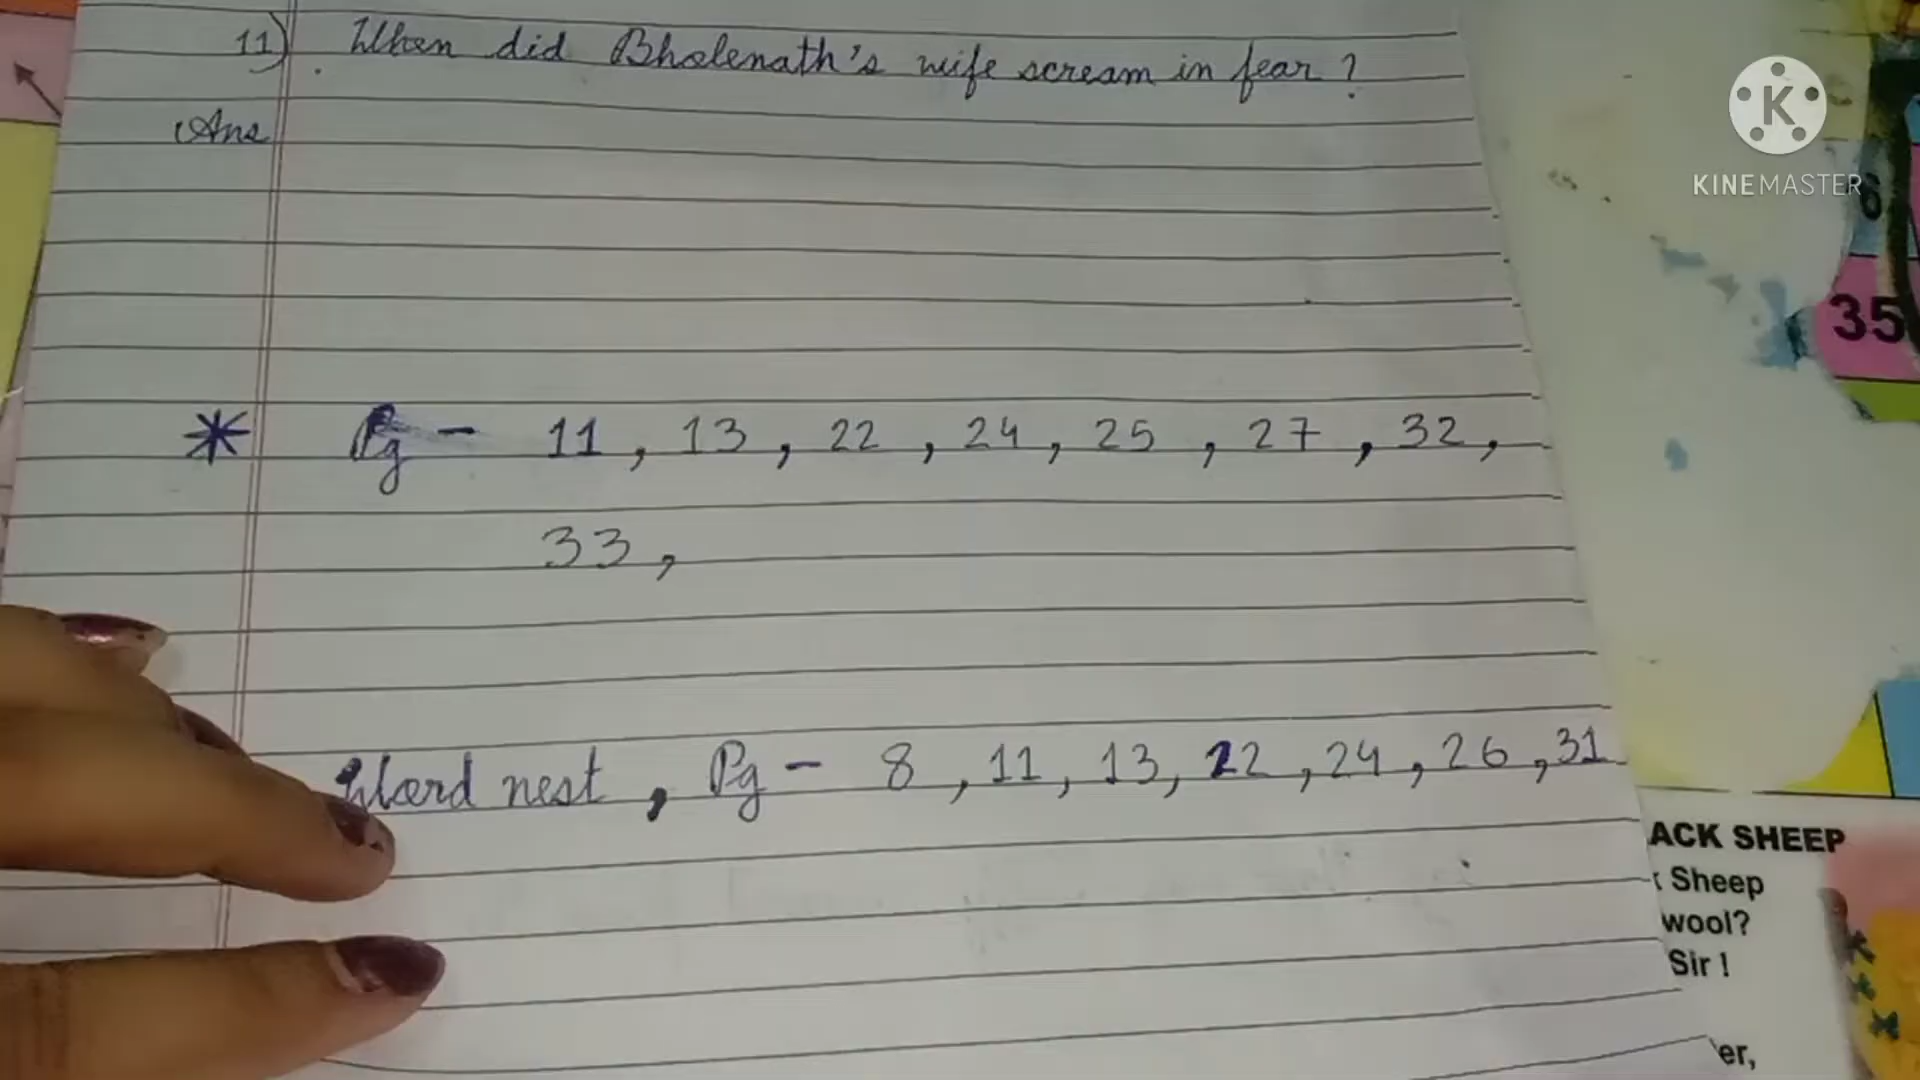 11) When did Bholenath's wife scream in fear ?
Ans
* Pg - 11 , 13 , 22 , 24 , 25 , 27 , 32 ,
33 ,
Word nest , Pg - 8 , 11 , 13 , 22 , 24 , 26 , 31
K
KINEMASTER
6
35
ACK SHEEP
Sheep
wool?
Sir !
er,